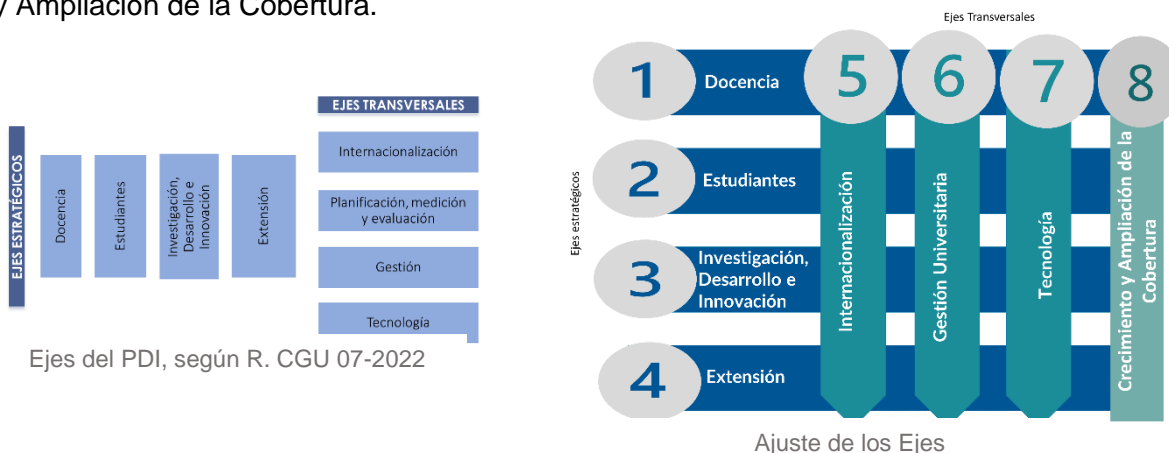 y Ampliación de la Cobertura.
EJES TRANSVERSALES
EJES ESTRATÉGICOS
Docencia
Estudiantes
Investigación,
Desarrollo e
Innovación
Extensión
Internacionalización
Planificación, medición
y evaluación
Gestión
Tecnología
Ejes del PDI, según R. CGU 07-2022
Ejes Transversales
Ejes estratégicos
1
Docencia
2
Estudiantes
3
Investigación,
Desarrollo e
Innovación
4
Extensión
5
Internacionalización
6
Gestión Universitaria
7
Tecnología
8
Crecimiento y Ampliación de la
Cobertura
Ajuste de los Ejes